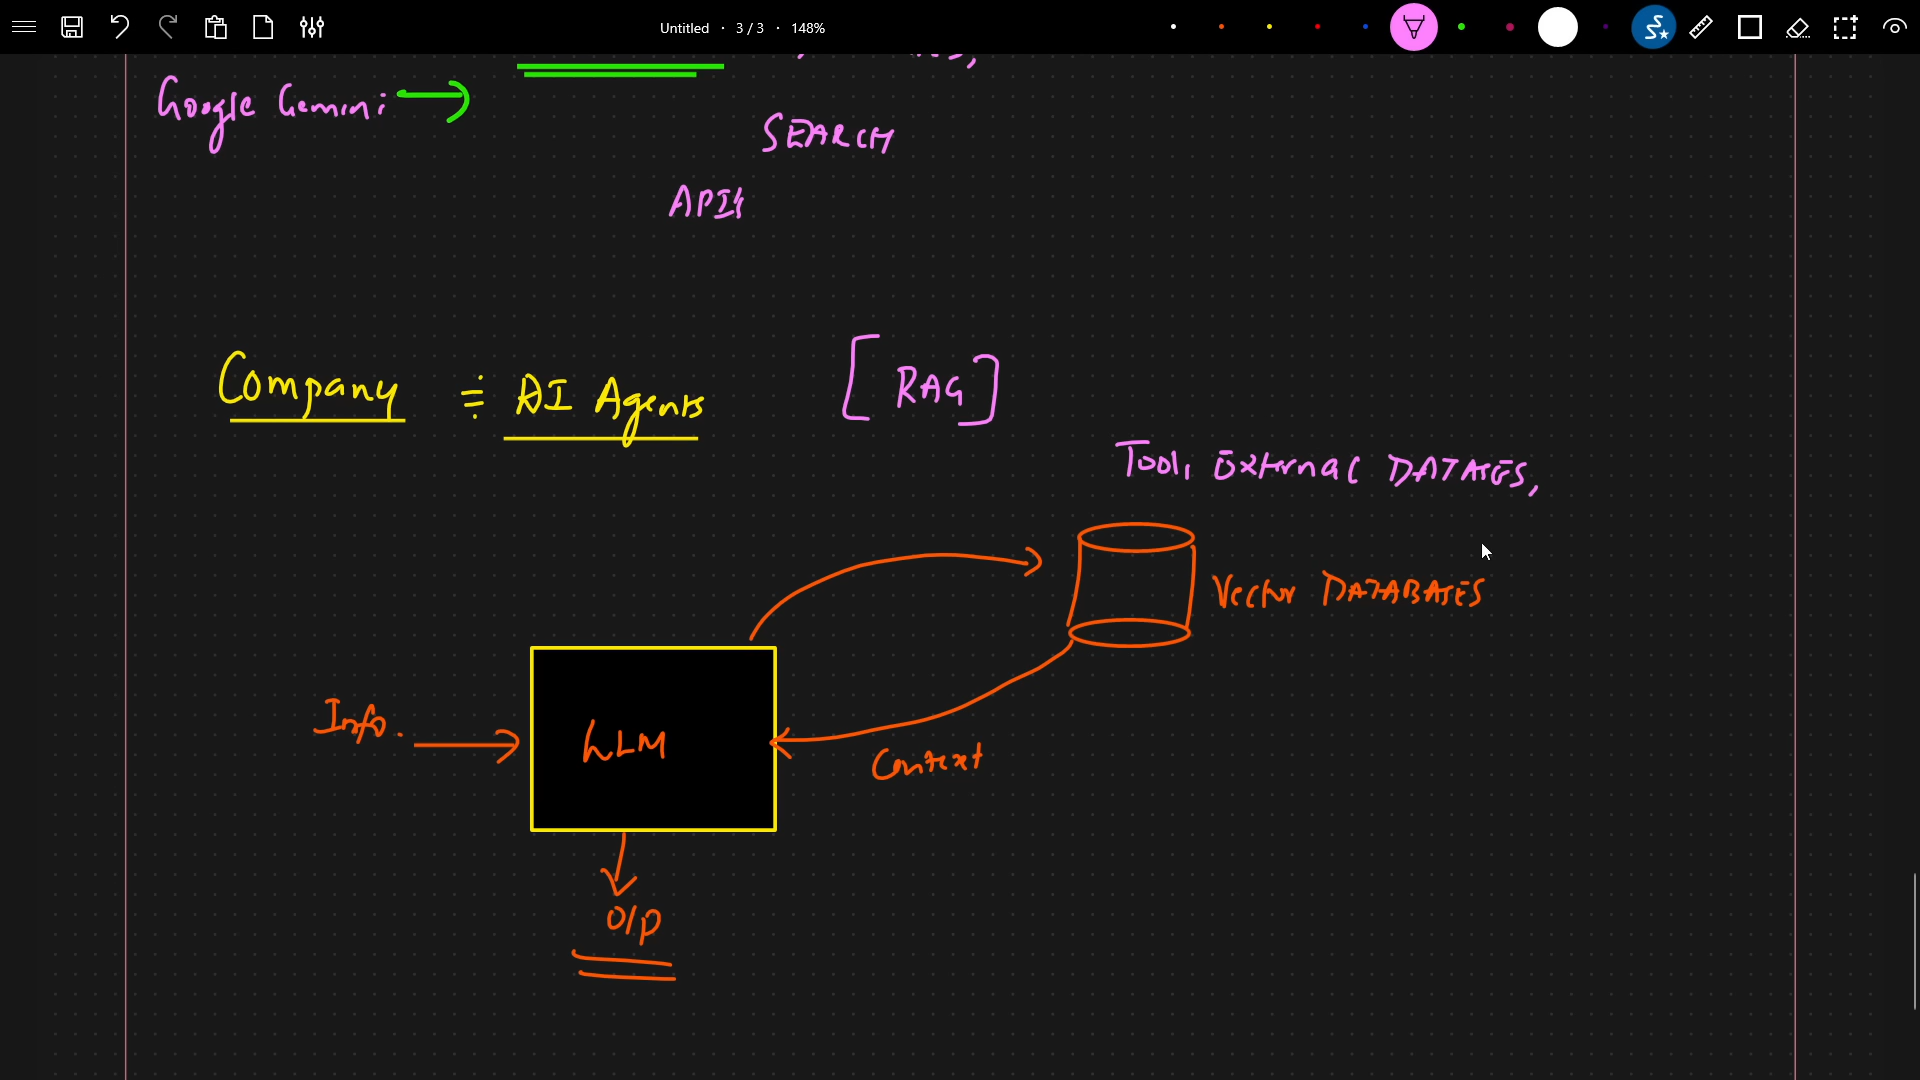 Untitled · 3 / 3 · 148%
Google Gemini
SEARCH
APIs
Company ÷ AI Agents [RAG]
Tool, External DATABASES,
Vector DATABASES
Info.
LLM
Context
O/P